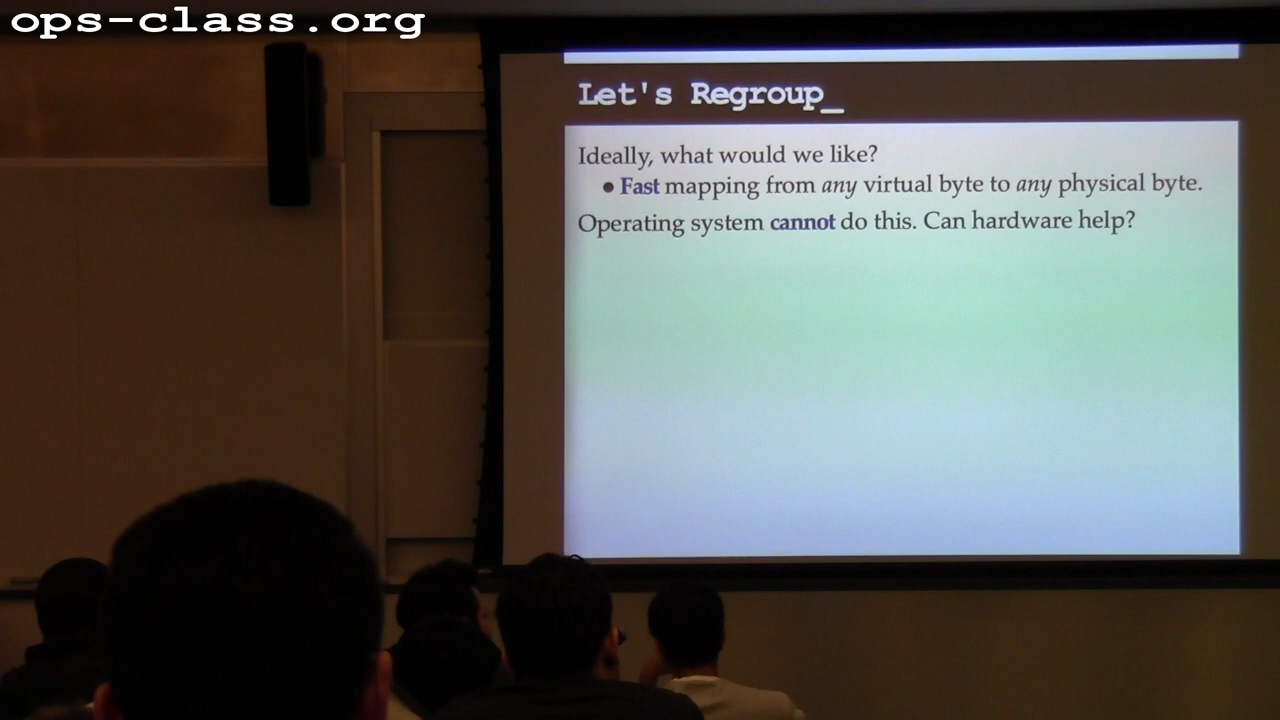 ops-class.org
Let's Regroup_
Ideally, what would we like?
● Fast mapping from any virtual byte to any physical byte.
Operating system cannot do this. Can hardware help?